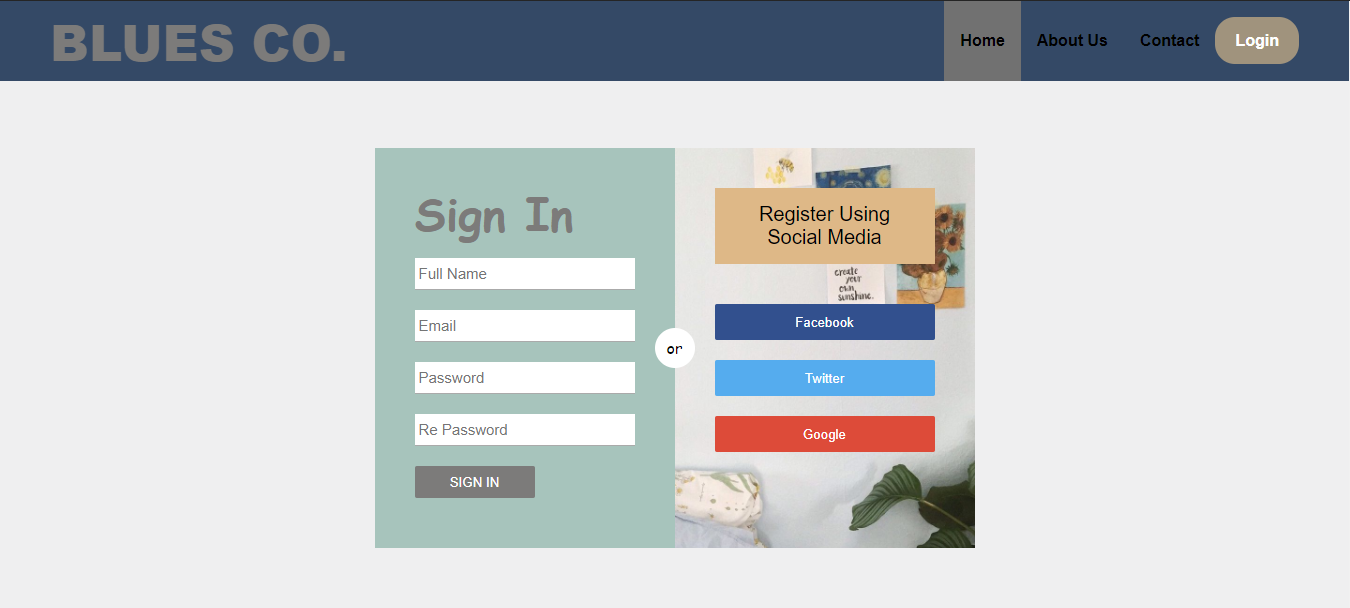 BLUES CO.
Home
About Us
Contact
Login
Sign In
Full Name
Email
Password
Re Password
SIGN IN
or
Register Using
Social Media
create
your
own
sunshine.
Facebook
Twitter
Google